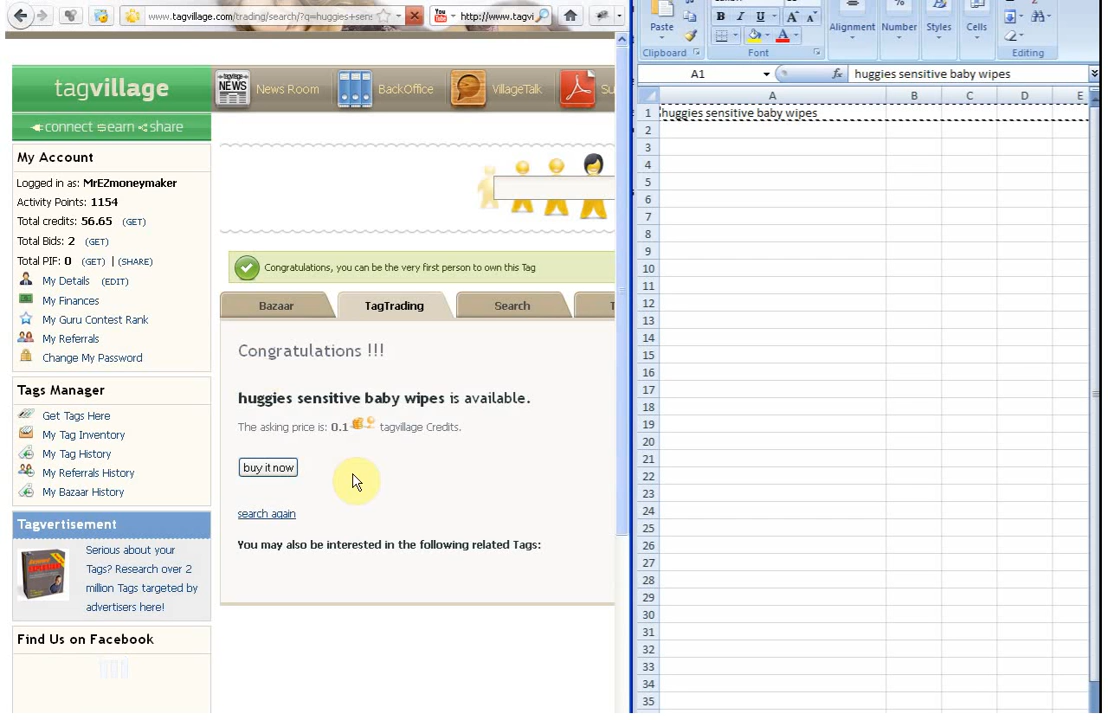 www.tagvillage.com/trading/search/?q=huggies+sens
http://www.tagvi
tagvillage
connect earn share
NEWS
News Room
BackOffice
VillageTalk
Su
My Account
Logged in as: MrEZmoneymaker
Activity Points: 1154
Total credits: 56.65 (GET)
Total Bids: 2 (GET)
Total PIF: 0 (GET) | (SHARE)
My Details (EDIT)
My Finances
My Guru Contest Rank
My Referrals
Change My Password
Tags Manager
Get Tags Here
My Tag Inventory
My Tag History
My Referrals History
My Bazaar History
Tagvertisement
Serious about your
Tags? Research over 2
million Tags targeted by
advertisers here!
Find Us on Facebook
Congratulations, you can be the very first person to own this Tag
Bazaar
TagTrading
Search
T
Congratulations !!!
huggies sensitive baby wipes is available.
The asking price is: 0.1 tagvillage Credits.
buy it now
search again
You may also be interested in the following related Tags:
Paste
B I U A A
A
Alignment
Number
Styles
Cells
Clipboard
Font
Editing
A1
fx
huggies sensitive baby wipes
A B C D E
1 huggies sensitive baby wipes
2
3
4
5
6
7
8
9
10
11
12
13
14
15
16
17
18
19
20
21
22
23
24
25
26
27
28
29
30
31
32
33
34
35